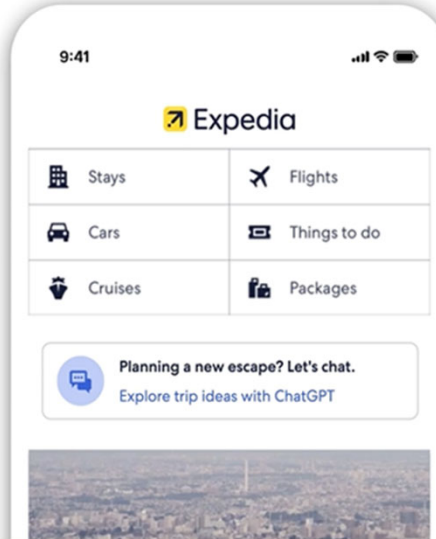 9:41
Expedia
Stays
Flights
Cars
Things to do
Cruises
Packages
Planning a new escape? Let's chat.
Explore trip ideas with ChatGPT